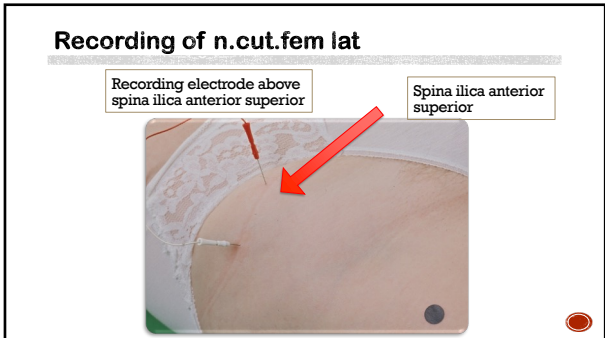 Recording of n.cut.fem lat
Recording electrode above
spina ilica anterior superior
Spina ilica anterior
superior